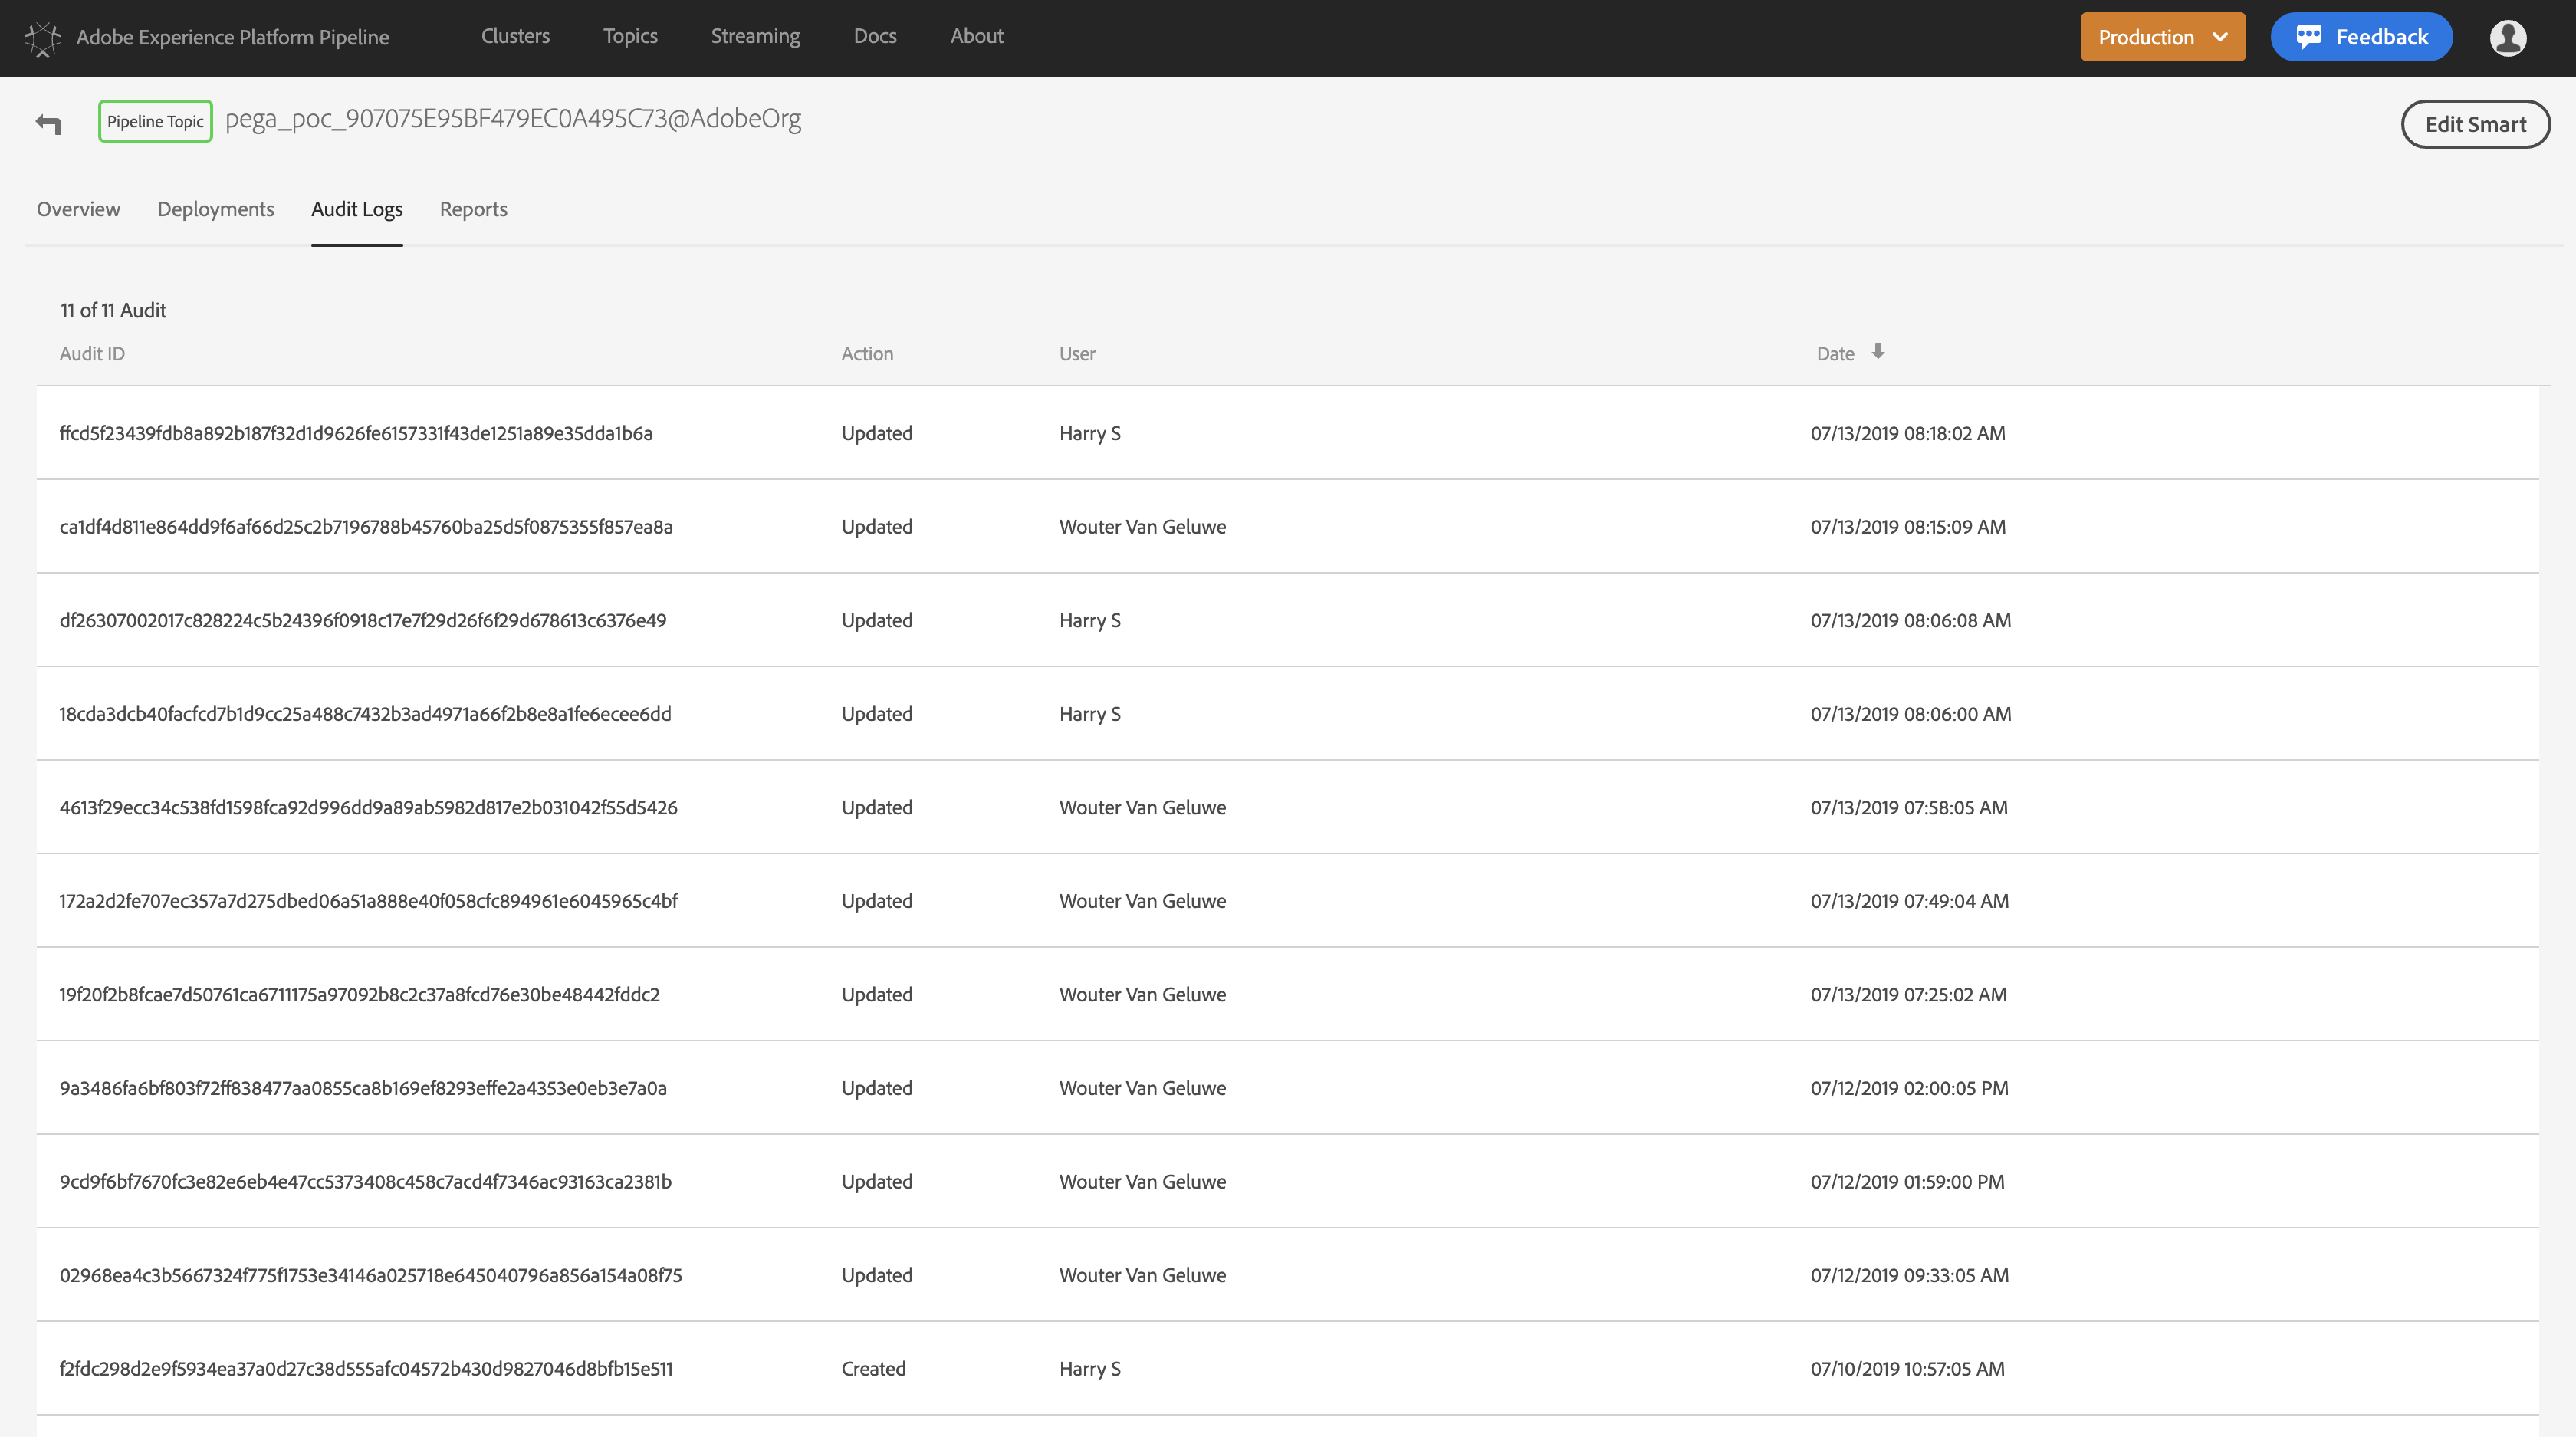 Adobe Experience Platform Pipeline Clusters Topics Streaming Docs About Production Feedback
Pipeline Topic pega_poc_907075E95BF479EC0A495C73@AdobeOrg Edit Smart
Overview Deployments Audit Logs Reports
11 of 11 Audit
Audit ID Action User Date
ffcd5f23439fdb8a892b187f32d1d9626fe6157331f43de1251a89e35dda1b6a Updated Harry S 07/13/2019 08:18:02 AM
ca1df4d811e864dd9f6af66d25c2b7196788b45760ba25d5f0875355f857ea8a Updated Wouter Van Geluwe 07/13/2019 08:15:09 AM
df26307002017c828224c5b24396f0918c17e7f29d26f6f29d678613c6376e49 Updated Harry S 07/13/2019 08:06:08 AM
18cda3dcb40facfcd7b1d9cc25a488c7432b3ad4971a66f2b8e8a1fe6ecee6dd Updated Harry S 07/13/2019 08:06:00 AM
4613f29ecc34c538fd1598fca92d996dd9a89ab5982d817e2b031042f55d5426 Updated Wouter Van Geluwe 07/13/2019 07:58:05 AM
172a2d2fe707ec357a7d275dbed06a51a888e40f058cfc894961e6045965c4bf Updated Wouter Van Geluwe 07/13/2019 07:49:04 AM
19f20f2b8fcae7d50761ca6711175a97092b8c2c37a8fcd76e30be48442fddc2 Updated Wouter Van Geluwe 07/13/2019 07:25:02 AM
9a3486fa6bf803f72ff838477aa0855ca8b169ef8293effe2a4353e0eb3e7a0a Updated Wouter Van Geluwe 07/12/2019 02:00:05 PM
9cd9f6bf7670fc3e82e6eb4e47cc5373408c458c7acd4f7346ac93163ca2381b Updated Wouter Van Geluwe 07/12/2019 01:59:00 PM
02968ea4c3b5667324f775f1753e34146a025718e645040796a856a154a08f75 Updated Wouter Van Geluwe 07/12/2019 09:33:05 AM
f2fdc298d2e9f5934ea37a0d27c38d555afc04572b430d9827046d8bfb15e511 Created Harry S 07/10/2019 10:57:05 AM